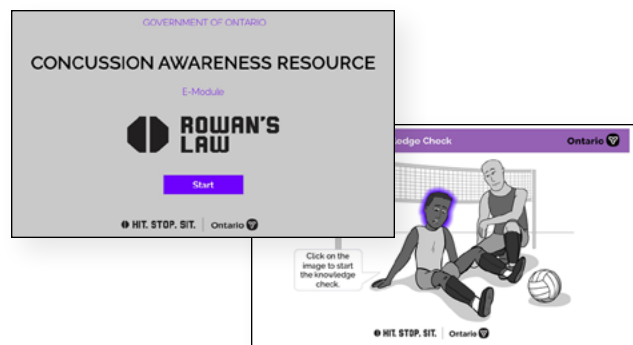 GOVERNMENT OF ONTARIO
CONCUSSION AWARENESS RESOURCE
E-Module
ROWAN'S
LAW
Start
HIT. STOP. SIT.
Ontario
Check
Ontario
Click on the
image to start
the knowledge
check.
HIT. STOP. SIT.
Ontario